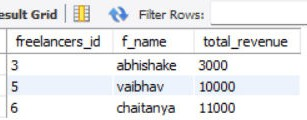 esult Grid Filter Rows:
freelancers_id f_name total_revenue
3 abhishake 3000
5 vaibhav 10000
6 chaitanya 11000